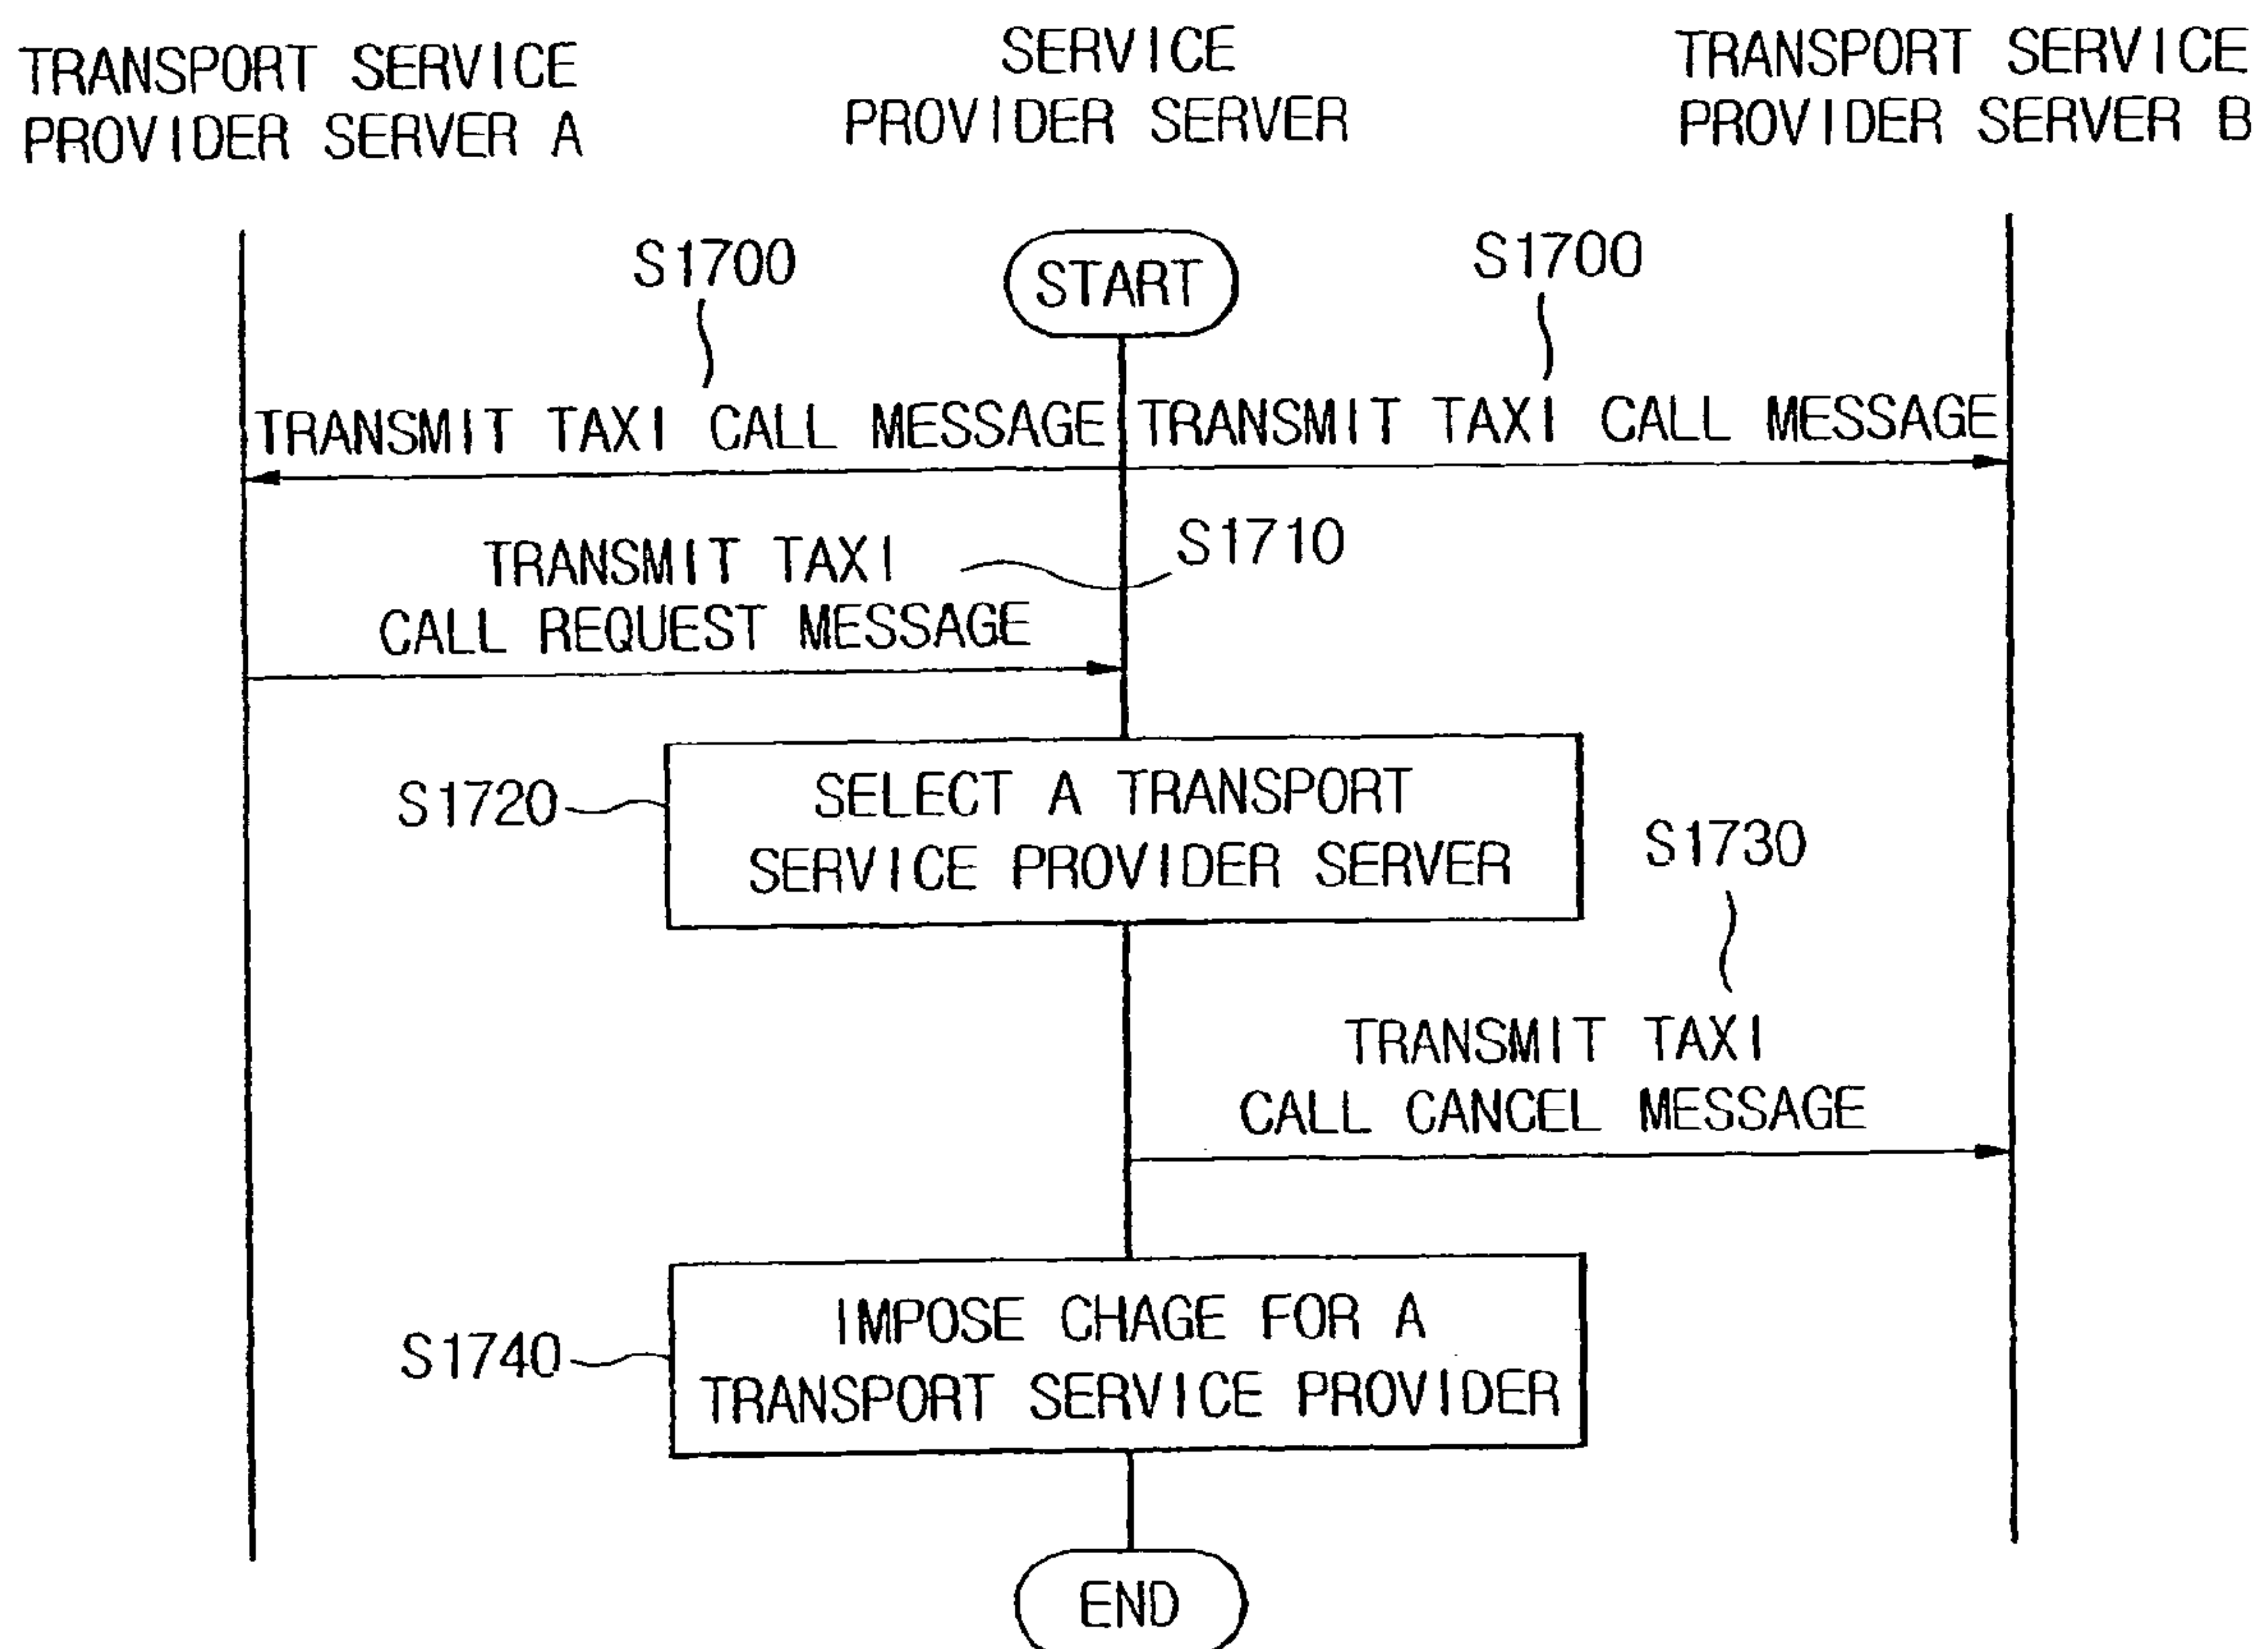 TRANSPORT SERVICE
PROVIDER SERVER A
SERVICE
PROVIDER SERVER
TRANSPORT SERVICE
PROVIDER SERVER B
S1700
START
S1700
TRANSMIT TAXI CALL MESSAGE
TRANSMIT TAXI CALL MESSAGE
TRANSMIT TAXI
CALL REQUEST MESSAGE
S1710
S1720
SELECT A TRANSPORT
SERVICE PROVIDER SERVER
S1730
TRANSMIT TAXI
CALL CANCEL MESSAGE
S1740
IMPOSE CHAGE FOR A
TRANSPORT SERVICE PROVIDER
END